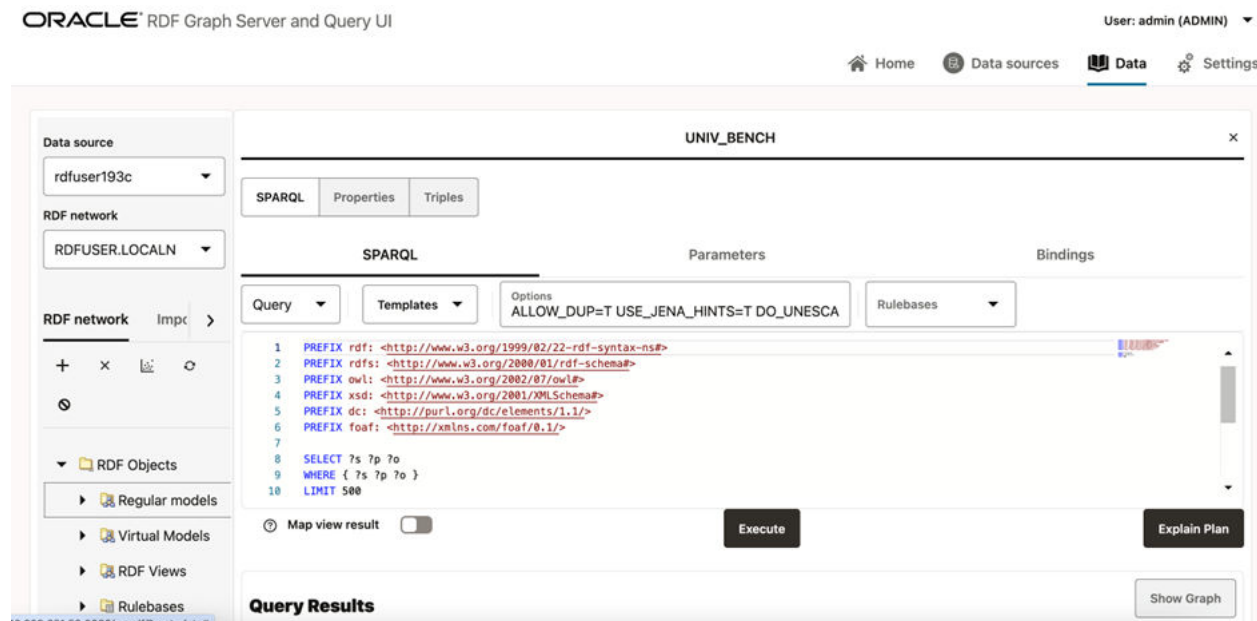 ORACLE RDF Graph Server and Query UI
User: admin (ADMIN)
Home
Data sources
Data
Settings
Data source
rdfuser193c
RDF network
RDFUSER.LOCALN
RDF network
Impc
UNIV_BENCH
×
SPARQL
Properties
Triples
SPARQL
Parameters
Bindings
Query
Templates
Options
ALLOW_DUP=T USE_JENA_HINTS=T DO_UNESCA
Rulebases
1 PREFIX rdf: <http://www.w3.org/1999/02/22-rdf-syntax-ns#>
2 PREFIX rdfs: <http://www.w3.org/2000/01/rdf-schema#>
3 PREFIX owl: <http://www.w3.org/2002/07/owl#>
4 PREFIX xsd: <http://www.w3.org/2001/XMLSchema#>
5 PREFIX dc: <http://purl.org/dc/elements/1.1/>
6 PREFIX foaf: <http://xmlns.com/foaf/0.1/>
7
8 SELECT ?s ?p ?o
9 WHERE { ?s ?p ?o }
10 LIMIT 500
RDF Objects
Regular models
Virtual Models
RDF Views
Rulebases
Map view result
Execute
Explain Plan
Query Results
Show Graph